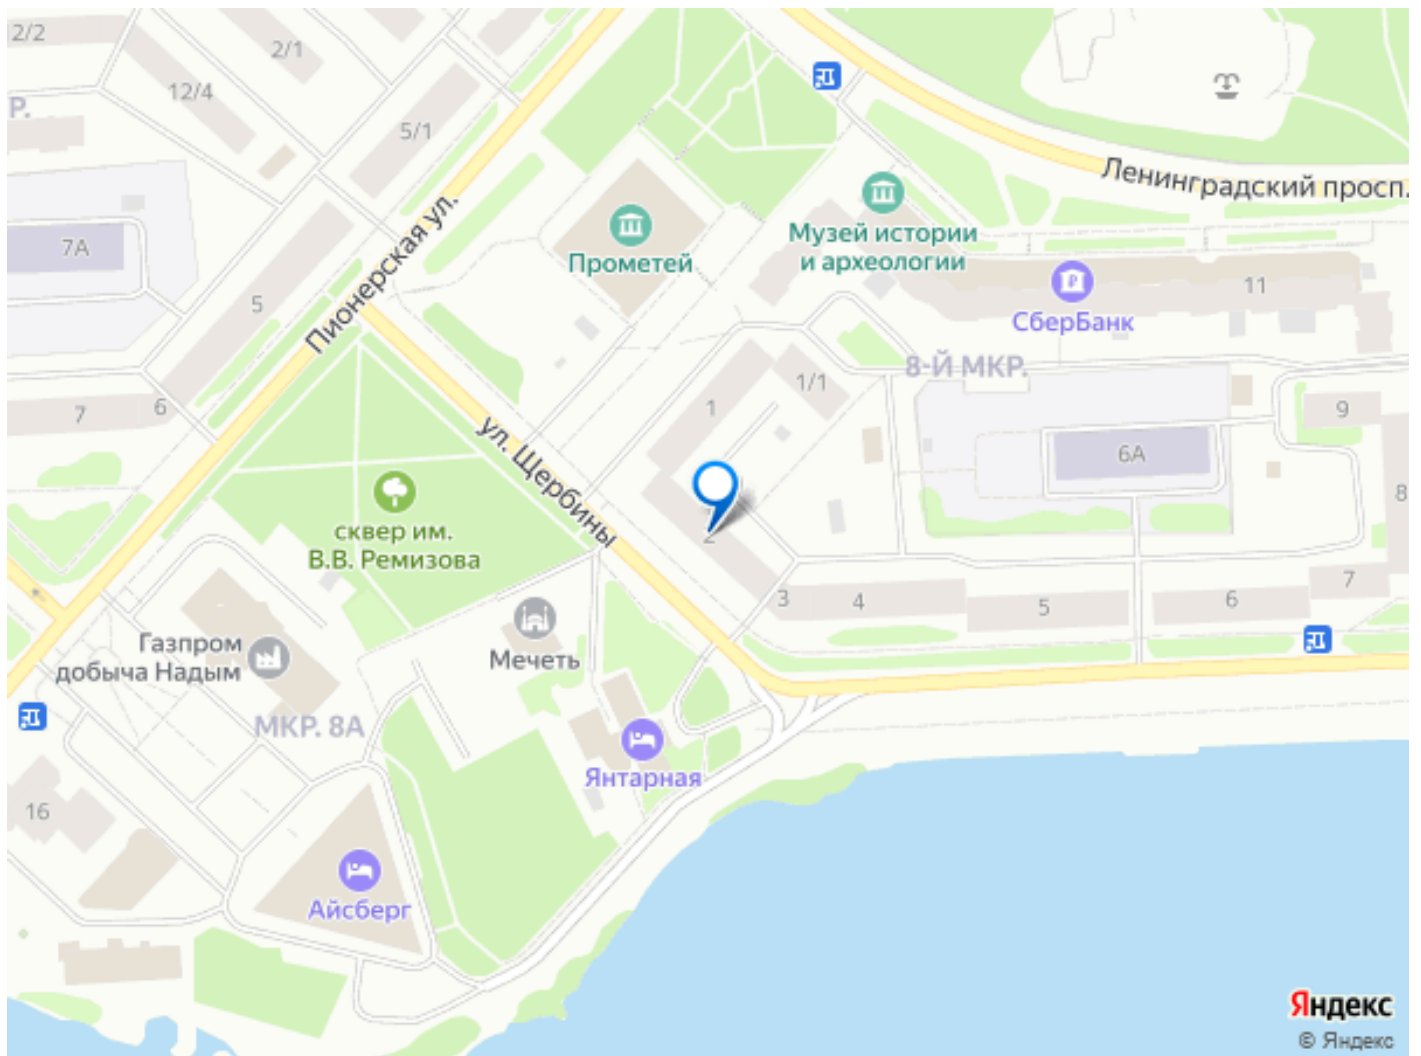 2/2
2/1
12/4
Р.
5/1
Ленинградский просп.
7А
Пионерская ул.
Прометей
Музей истории
и археологии
5
11
СберБанк
8-Й МКР.
1/1
1
7
6
9
ул. Щербины
6А
8
сквер им.
В.В. Ремизова
2
3
4
5
6
7
Газпром
добыча Надым
Мечеть
МКР. 8А
Янтарная
16
Айсберг
Яндекс
© Яндекс